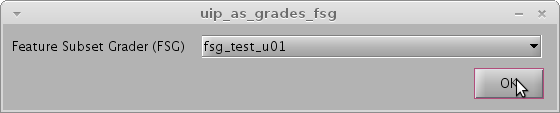 uip_as_grades_fsg
Feature Subset Grader (FSG) fsg_test_u01
OK